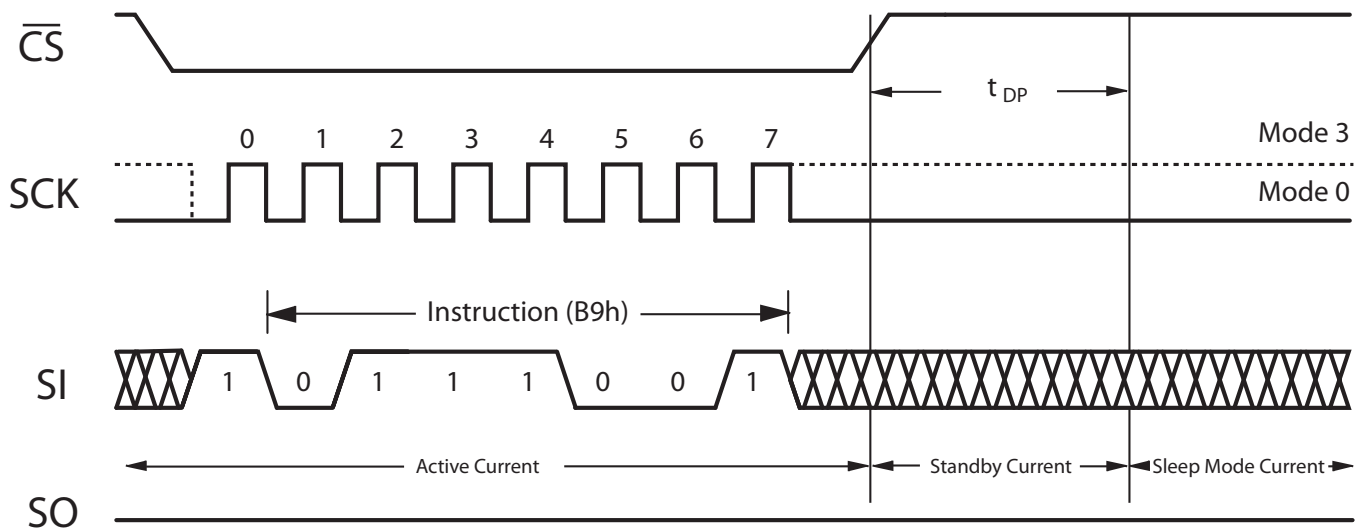 CS
t DP
0 1 2 3 4 5 6 7
Mode 3
SCK
Mode 0
Instruction (B9h)
SI
1 0 1 1 1 0 0 1
Active Current
Standby Current
Sleep Mode Current
SO